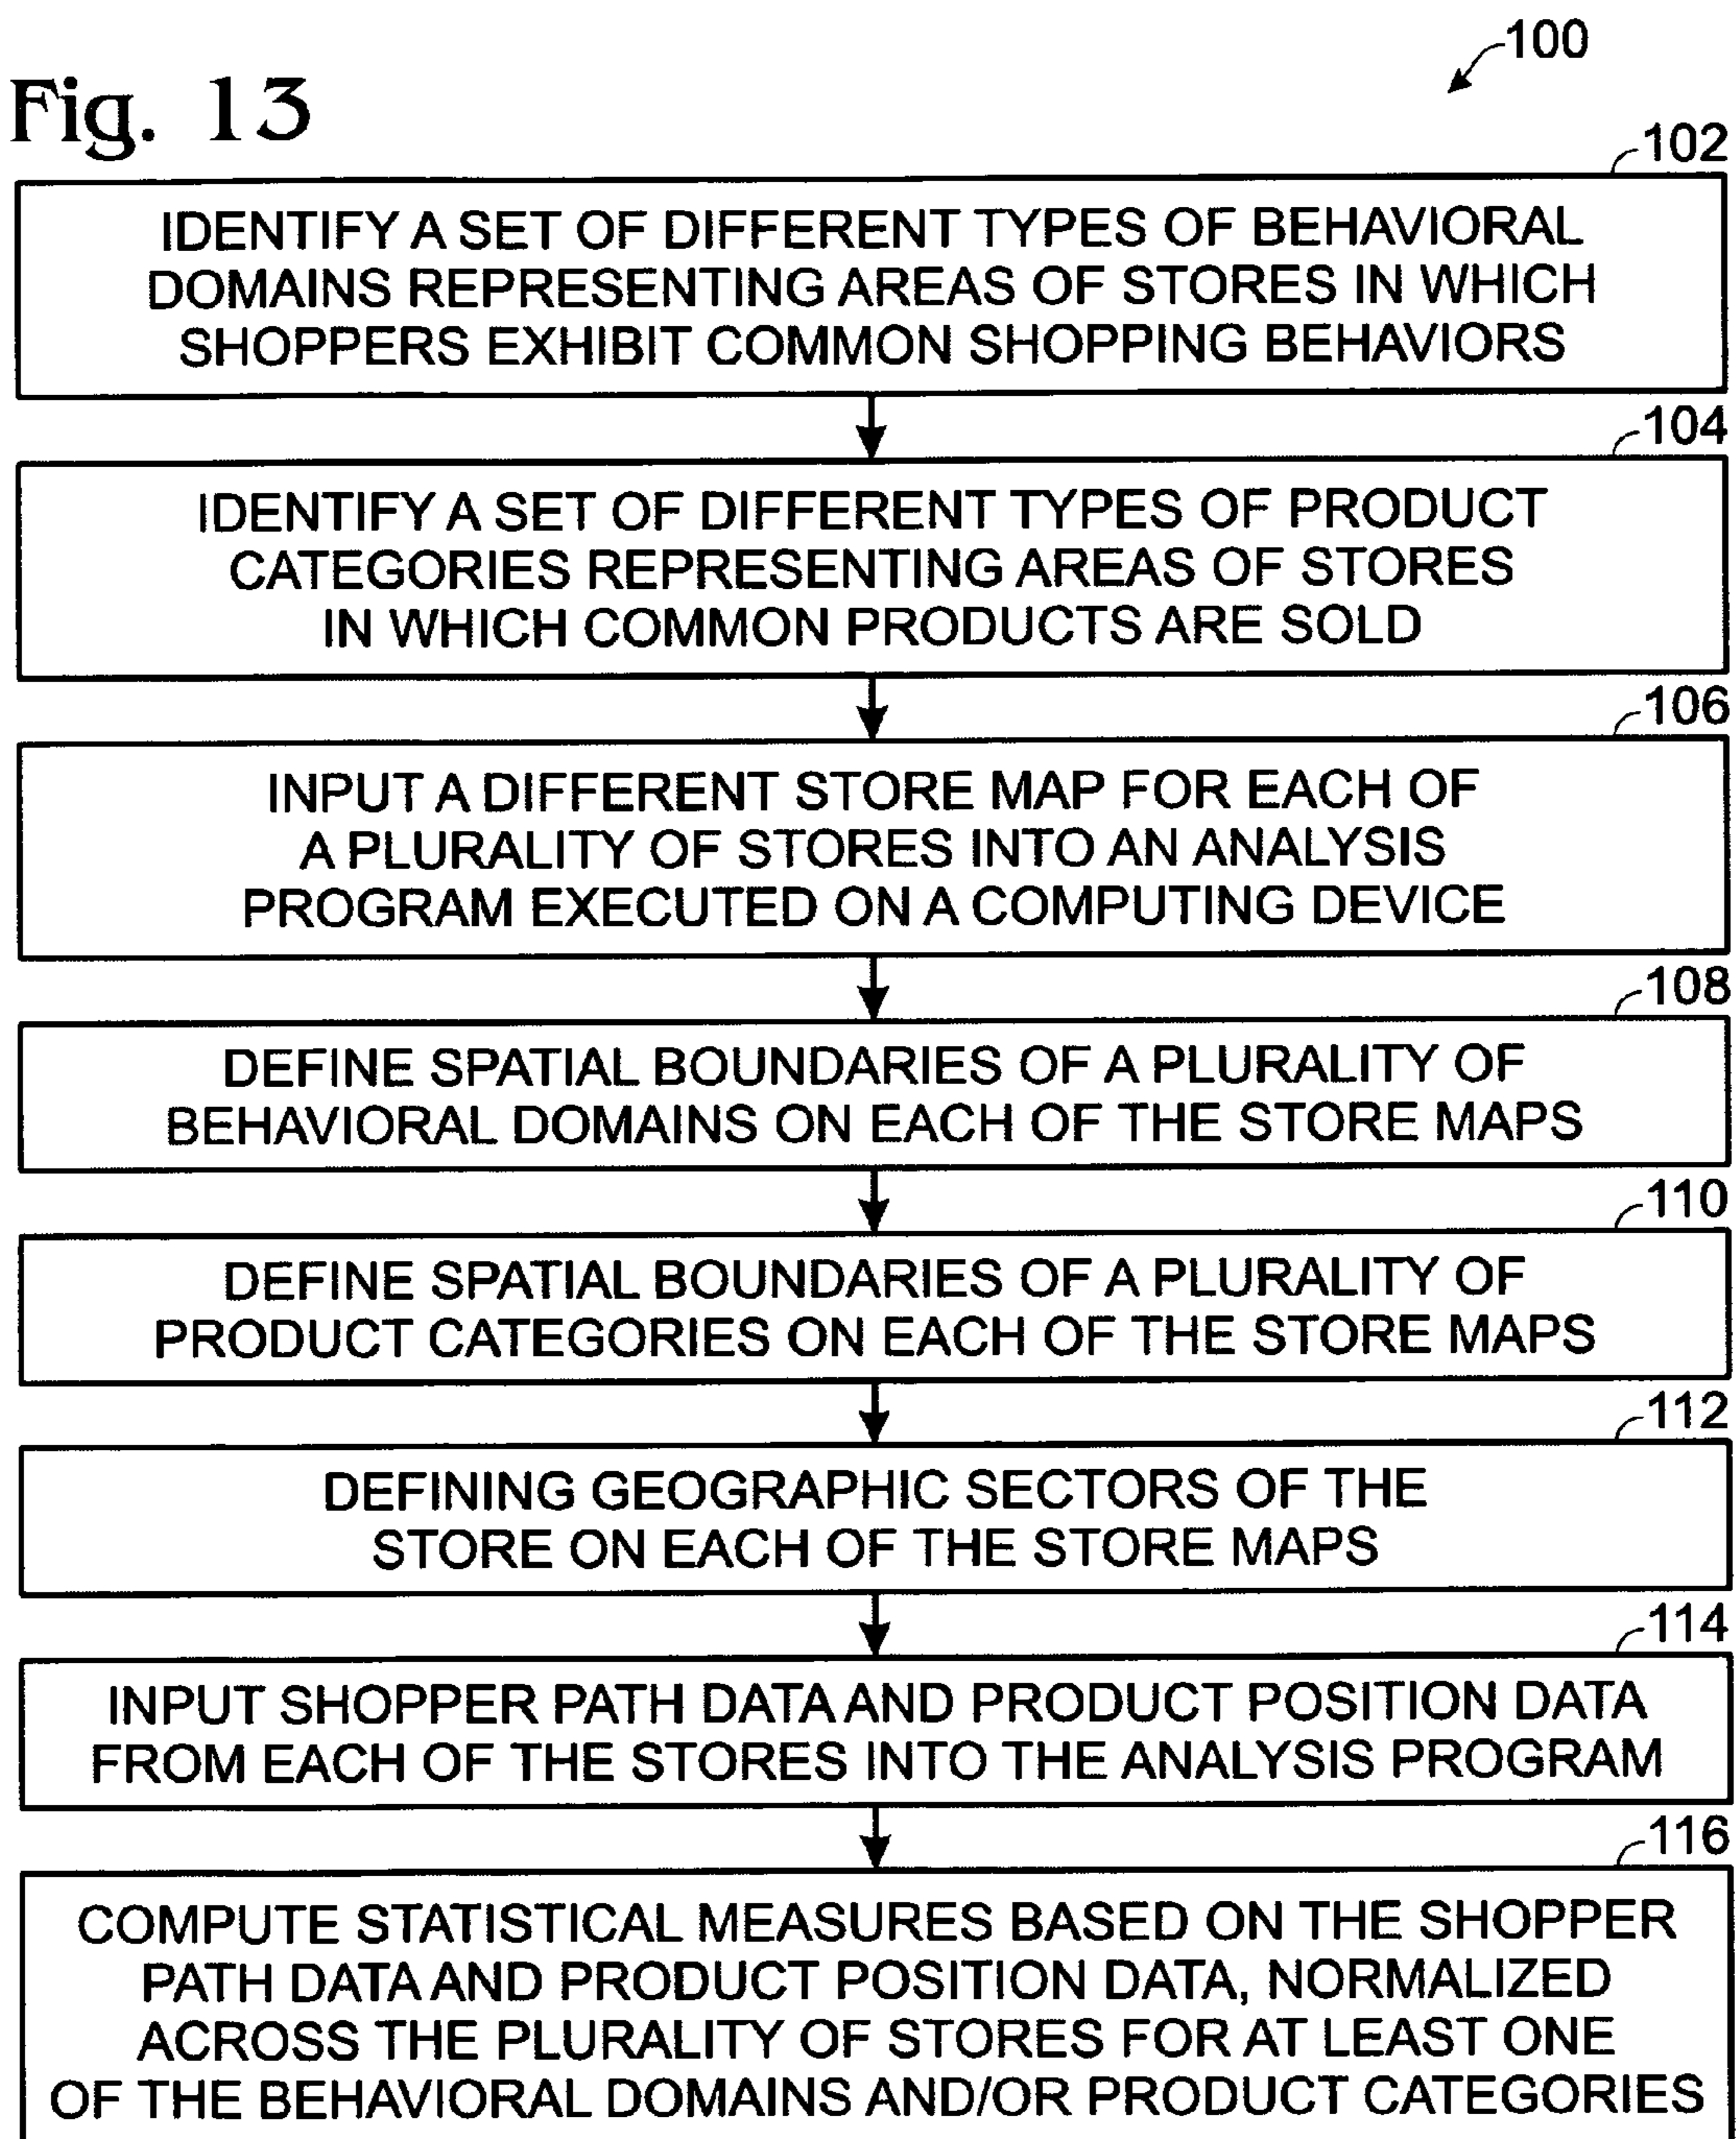 100
Fig. 13
102
IDENTIFY A SET OF DIFFERENT TYPES OF BEHAVIORAL
DOMAINS REPRESENTING AREAS OF STORES IN WHICH
SHOPPERS EXHIBIT COMMON SHOPPING BEHAVIORS
104
IDENTIFY A SET OF DIFFERENT TYPES OF PRODUCT
CATEGORIES REPRESENTING AREAS OF STORES
IN WHICH COMMON PRODUCTS ARE SOLD
106
INPUT A DIFFERENT STORE MAP FOR EACH OF
A PLURALITY OF STORES INTO AN ANALYSIS
PROGRAM EXECUTED ON A COMPUTING DEVICE
108
DEFINE SPATIAL BOUNDARIES OF A PLURALITY OF
BEHAVIORAL DOMAINS ON EACH OF THE STORE MAPS
110
DEFINE SPATIAL BOUNDARIES OF A PLURALITY OF
PRODUCT CATEGORIES ON EACH OF THE STORE MAPS
112
DEFINING GEOGRAPHIC SECTORS OF THE
STORE ON EACH OF THE STORE MAPS
114
INPUT SHOPPER PATH DATA AND PRODUCT POSITION DATA
FROM EACH OF THE STORES INTO THE ANALYSIS PROGRAM
116
COMPUTE STATISTICAL MEASURES BASED ON THE SHOPPER
PATH DATA AND PRODUCT POSITION DATA, NORMALIZED
ACROSS THE PLURALITY OF STORES FOR AT LEAST ONE
OF THE BEHAVIORAL DOMAINS AND/OR PRODUCT CATEGORIES